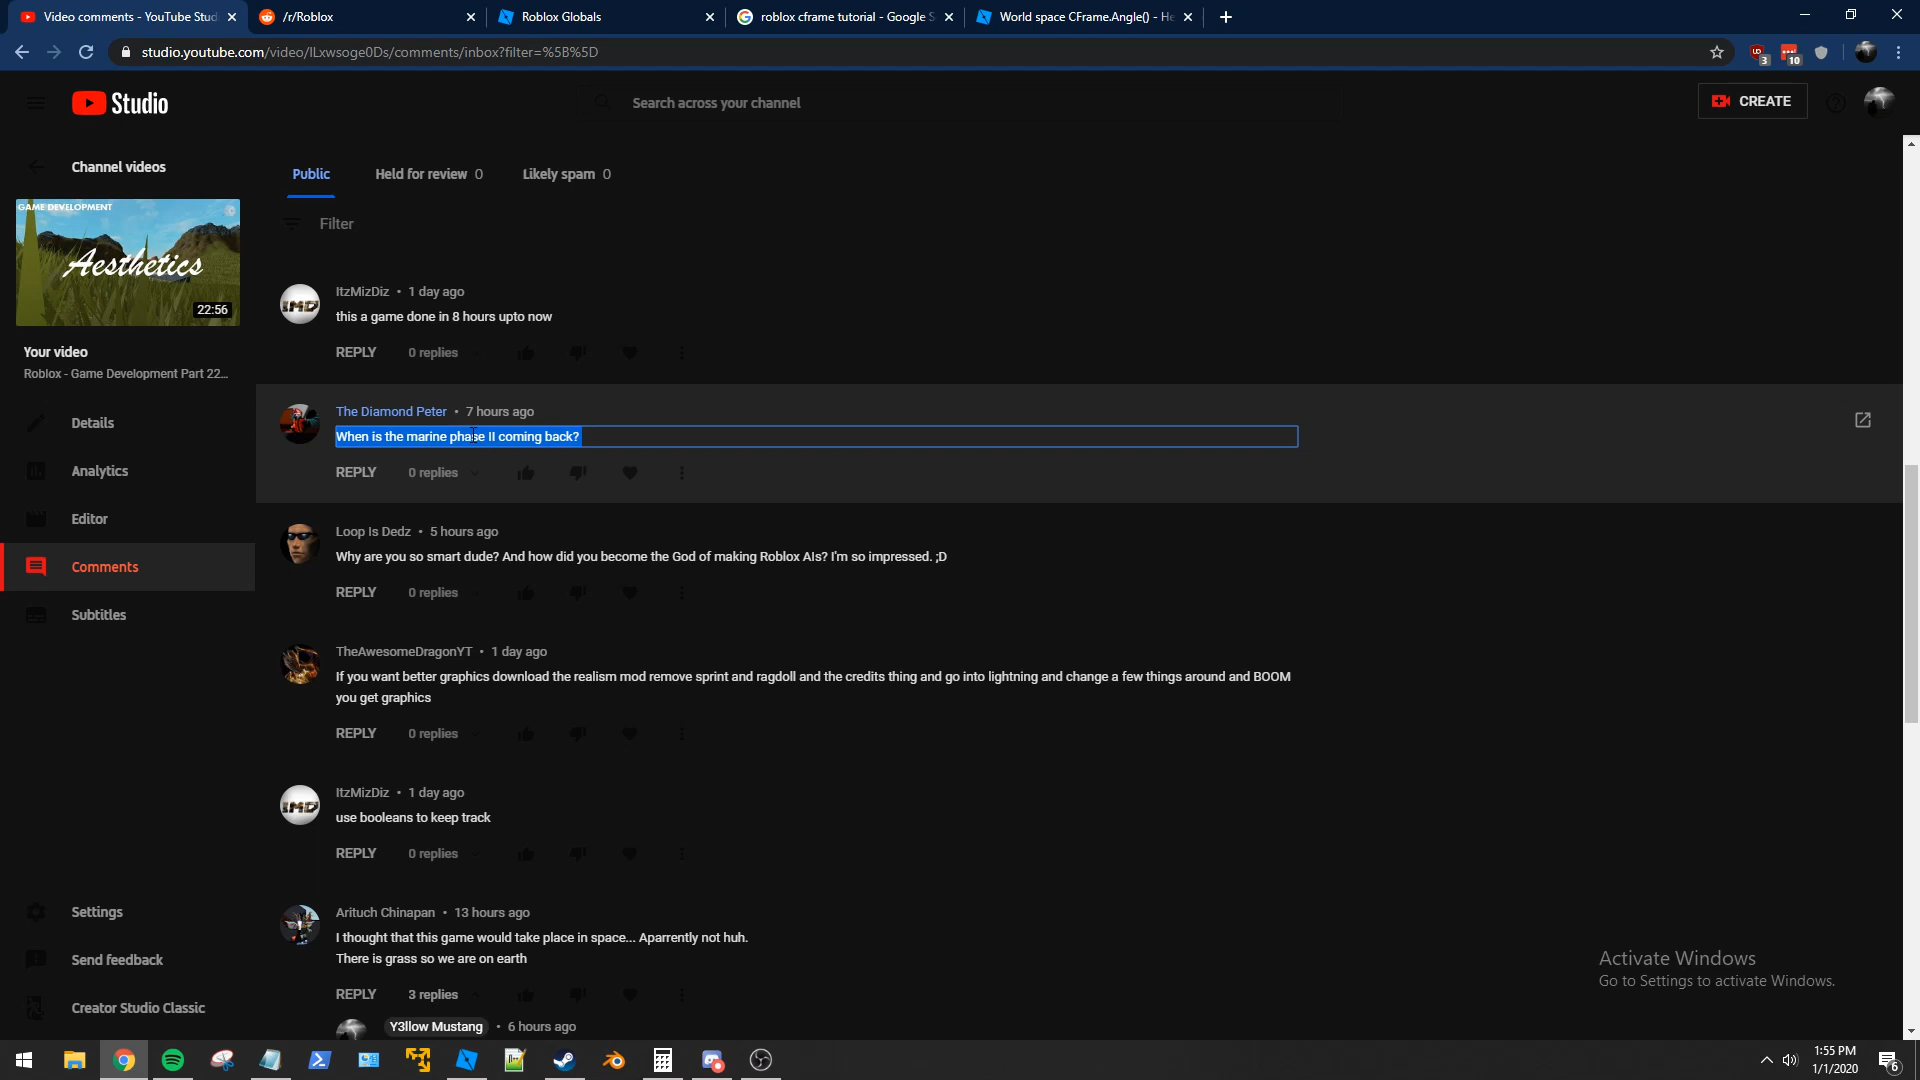 Video comments - YouTube Stud
/r/Roblox
Roblox Globals
roblox cframe tutorial - Google S
World space CFrame.Angle() - He
studio.youtube.com/video/lLxwsoge0Ds/comments/inbox?filter=%5B%5D
3
10
Studio
Search across your channel
CREATE
Channel videos
Public
Held for review 0
Likely spam 0
GAME DEVELOPMENT
Aesthetics
22:56
Filter
Your video
Roblox - Game Development Part 22...
Details
Analytics
Editor
Comments
Subtitles
Settings
Send feedback
Creator Studio Classic
ItzMizDiz • 1 day ago
this a game done in 8 hours upto now
REPLY 0 replies
The Diamond Peter • 7 hours ago
When is the marine phase II coming back?
REPLY 0 replies
Loop Is Dedz • 5 hours ago
Why are you so smart dude? And how did you become the God of making Roblox AIs? I'm so impressed. ;D
REPLY 0 replies
TheAwesomeDragonYT • 1 day ago
If you want better graphics download the realism mod remove sprint and ragdoll and the credits thing and go into lightning and change a few things around and BOOM
you get graphics
REPLY 0 replies
IMD
ItzMizDiz • 1 day ago
use booleans to keep track
REPLY 0 replies
Arituch Chinapan • 13 hours ago
I thought that this game would take place in space... Aparrently not huh.
There is grass so we are on earth
REPLY 3 replies
Y3llow Mustang • 6 hours ago
Activate Windows
Go to Settings to activate Windows.
1:55 PM
1/1/2020
6